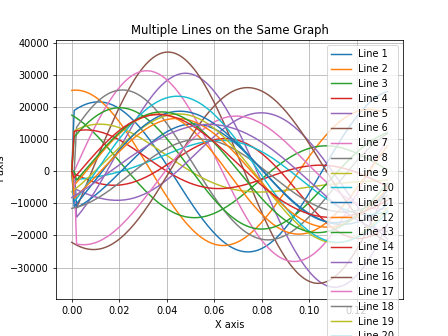 Multiple Lines on the Same Graph
40000
30000
20000
10000
0
−10000
−20000
−30000
0.00
0.02
0.04
0.06
0.08
0.10
X axis
Line 1
Line 2
Line 3
Line 4
Line 5
Line 6
Line 7
Line 8
Line 9
Line 10
Line 11
Line 12
Line 13
Line 14
Line 15
Line 16
Line 17
Line 18
Line 19